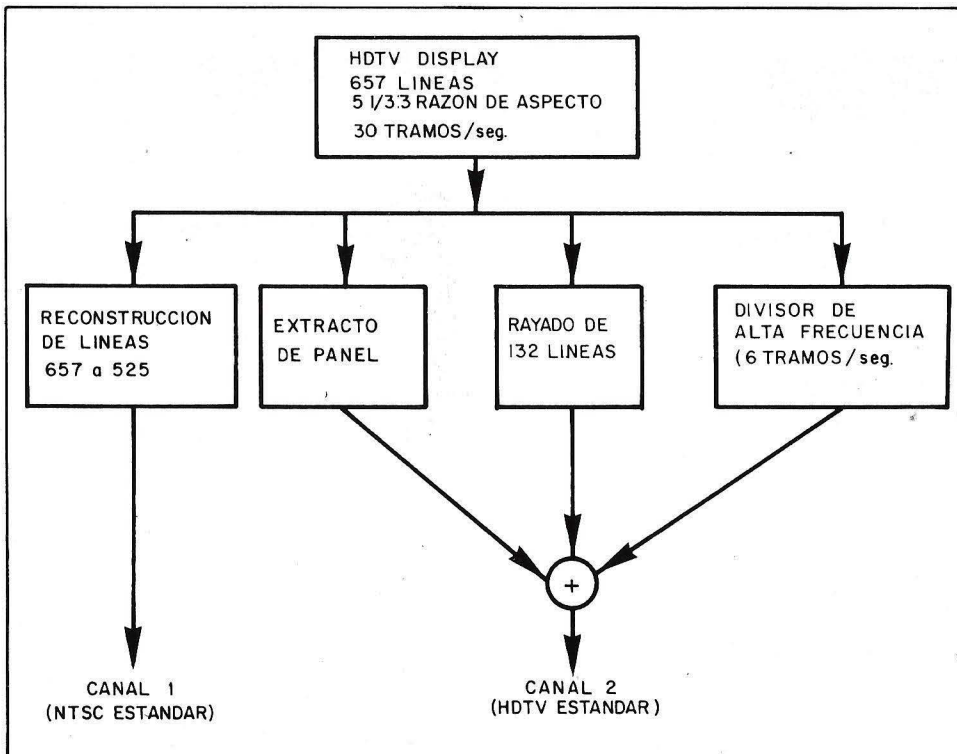 HDTV DISPLAY
657 LINEAS
5 1/3.3 RAZON DE ASPECTO
30 TRAMOS/seg.
RECONSTRUCCION
DE LINEAS
657 a 525
EXTRACTO
DE PANEL
RAYADO DE
132 LINEAS
DIVISOR DE
ALTA FRECUENCIA
(6 TRAMOS/seg.
+
CANAL 1
(NTSC ESTANDAR)
CANAL 2
(HDTV ESTANDAR)